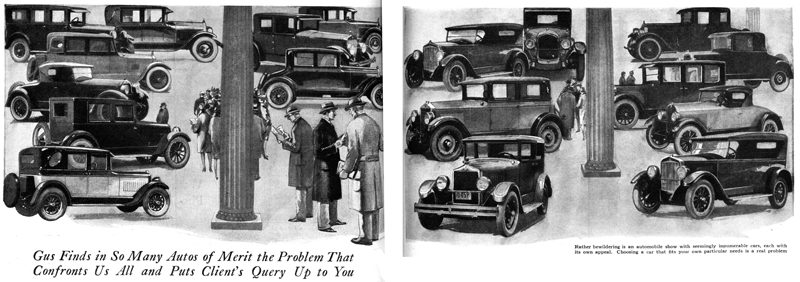 Gus Finds in So Many Autos of Merit the Problem That
Confronts Us All and Puts Client's Query Up to You
Rather bewildering is an automobile show with seemingly innumerable cars, each with
its own appeal. Choosing a car that fits your own particular needs is a real problem